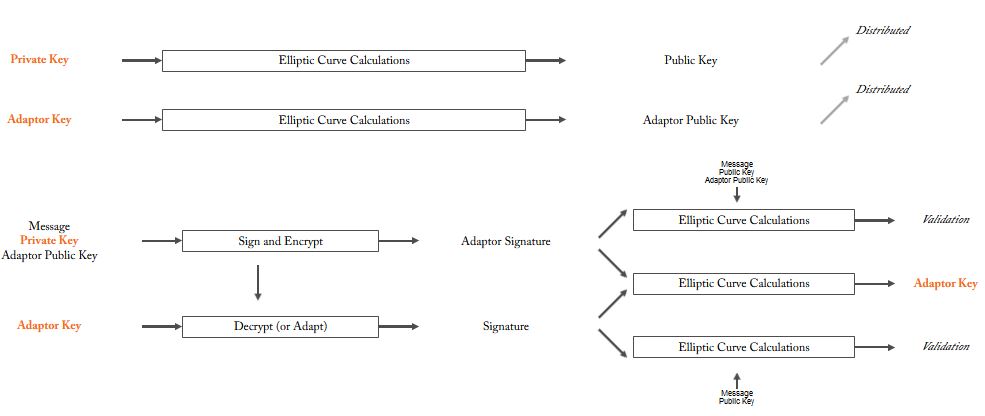 Distributed
Private Key
Elliptic Curve Calculations
Public Key
Distributed
Adaptor Key
Elliptic Curve Calculations
Adaptor Public Key
Message
Public Key
Adaptor Public Key
Elliptic Curve Calculations
Validation
Message
Private Key
Adaptor Public Key
Sign and Encrypt
Adaptor Signature
Elliptic Curve Calculations
Adaptor Key
Adaptor Key
Decrypt (or Adapt)
Signature
Elliptic Curve Calculations
Validation
Message
Public Key